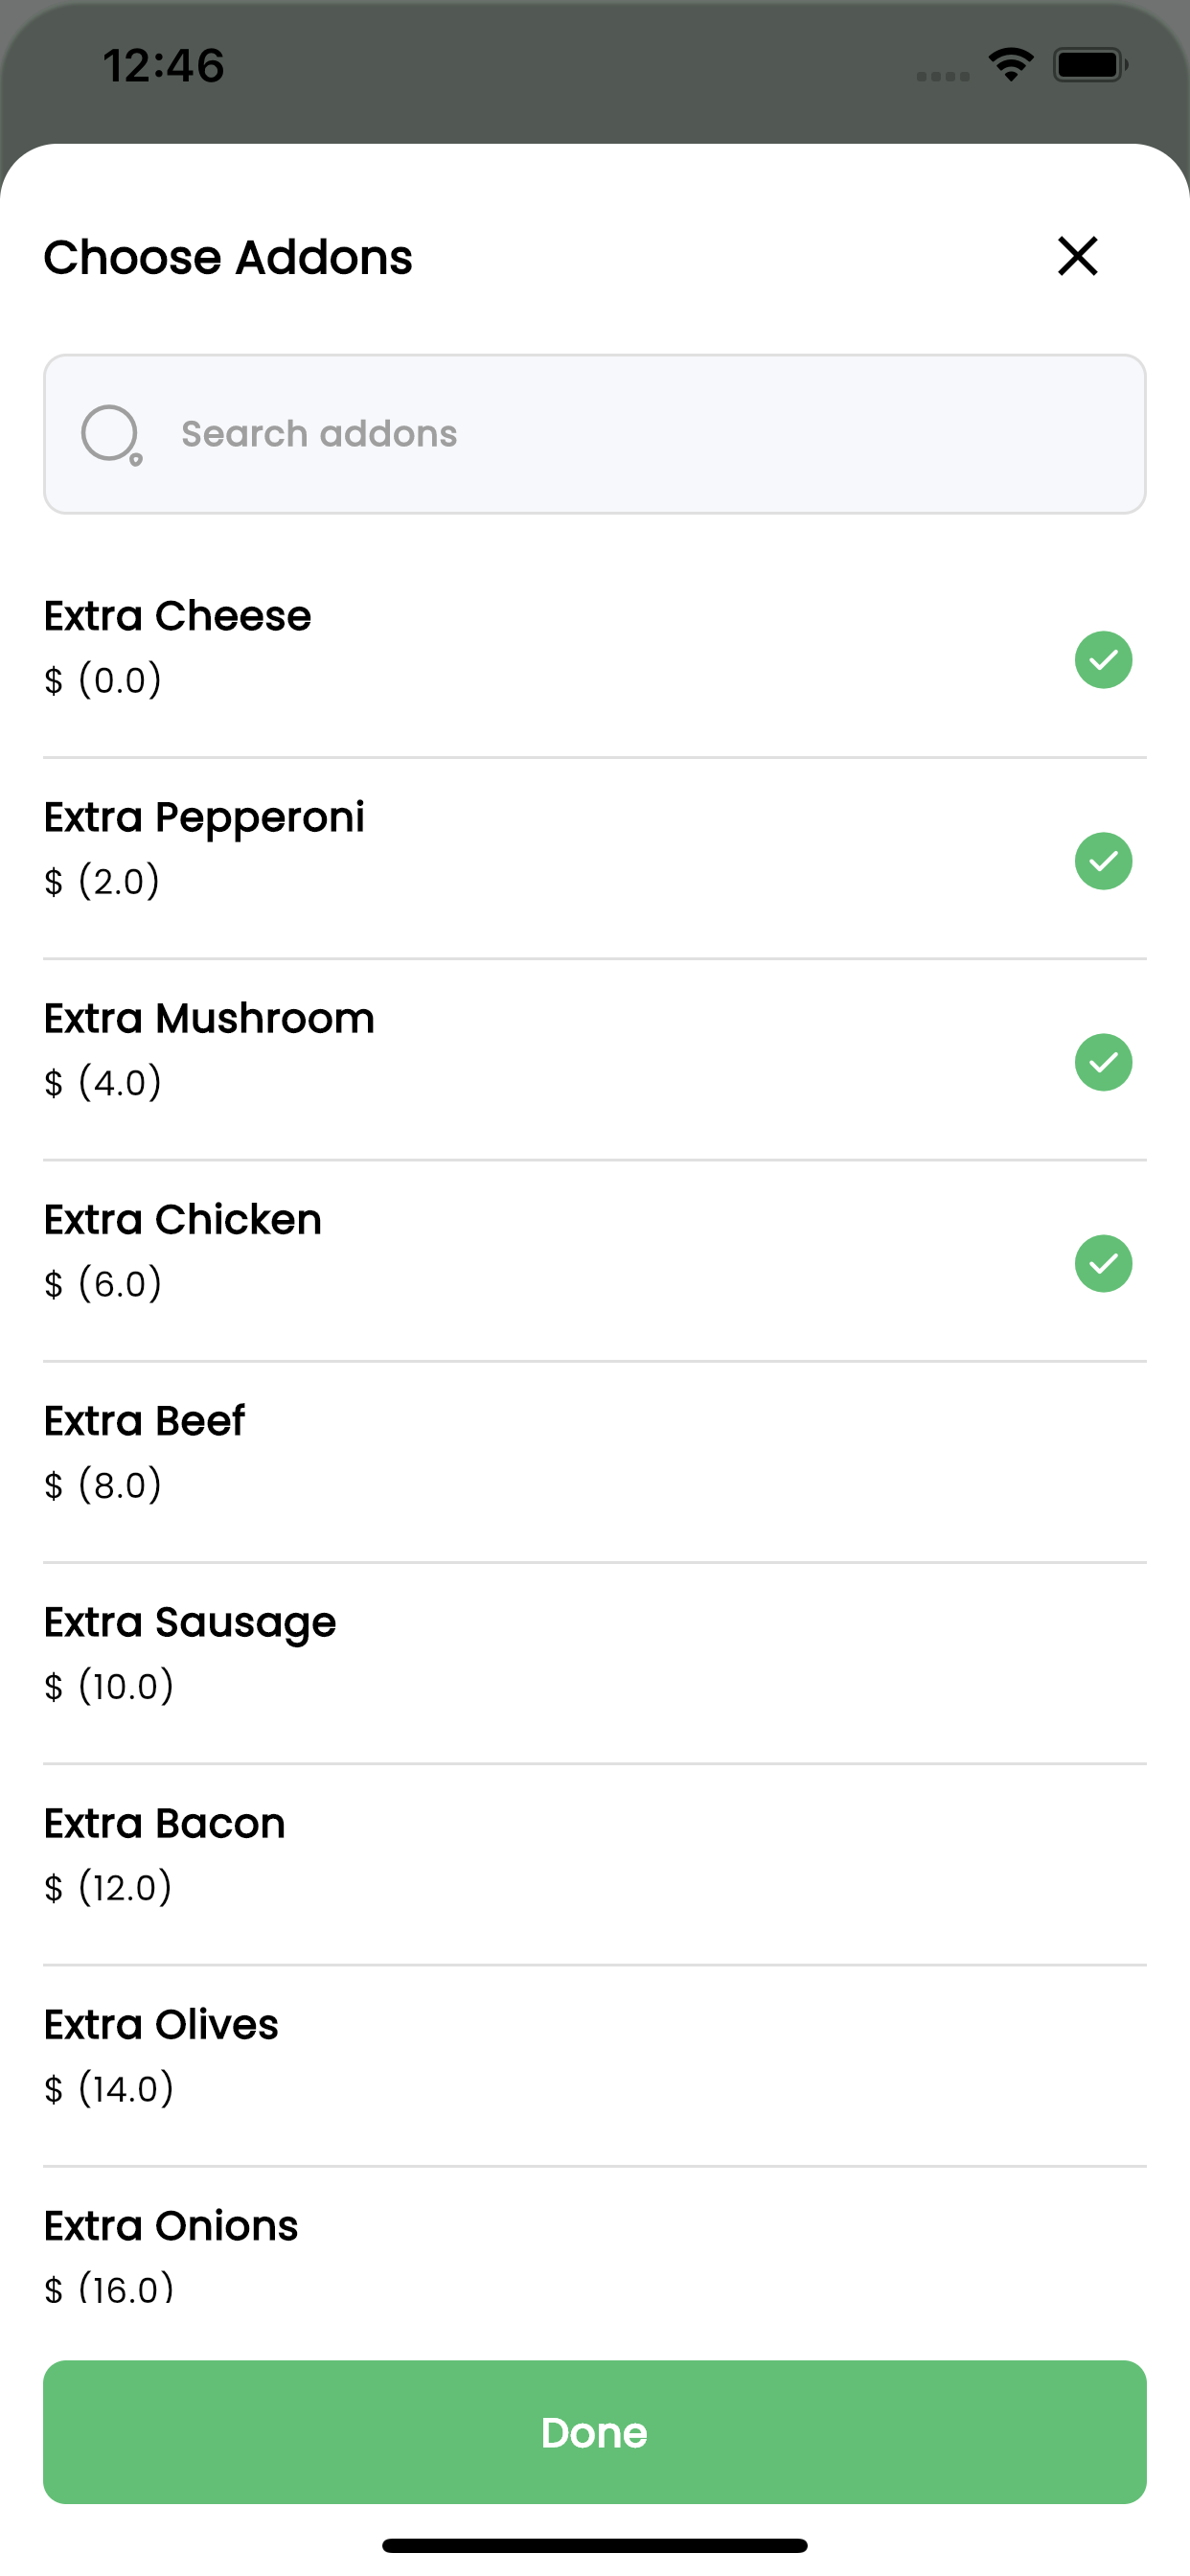 12:46
Choose Addons
Search addons
Extra Cheese
$ (0.0)
Extra Pepperoni
$ (2.0)
Extra Mushroom
$ (4.0)
Extra Chicken
$ (6.0)
Extra Beef
$ (8.0)
Extra Sausage
$ (10.0)
Extra Bacon
$ (12.0)
Extra Olives
$ (14.0)
Extra Onions
$ (16.0)
Done